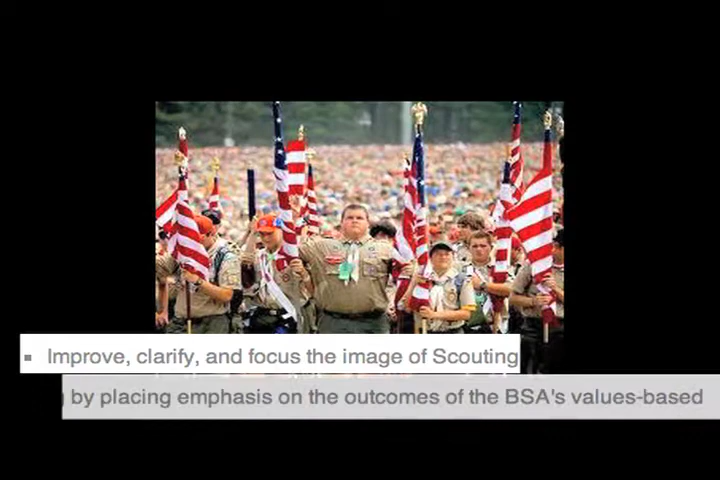 ▪ Improve, clarify, and focus the image of Scouting
by placing emphasis on the outcomes of the BSA's values-based